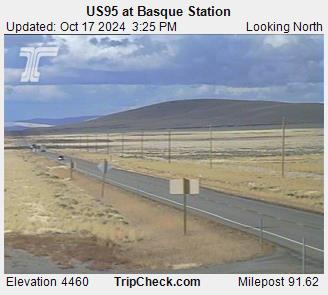 US95 at Basque Station
Updated: Oct 17 2024 3:25 PM Looking North
Elevation 4460 TripCheck.com Milepost 91.62